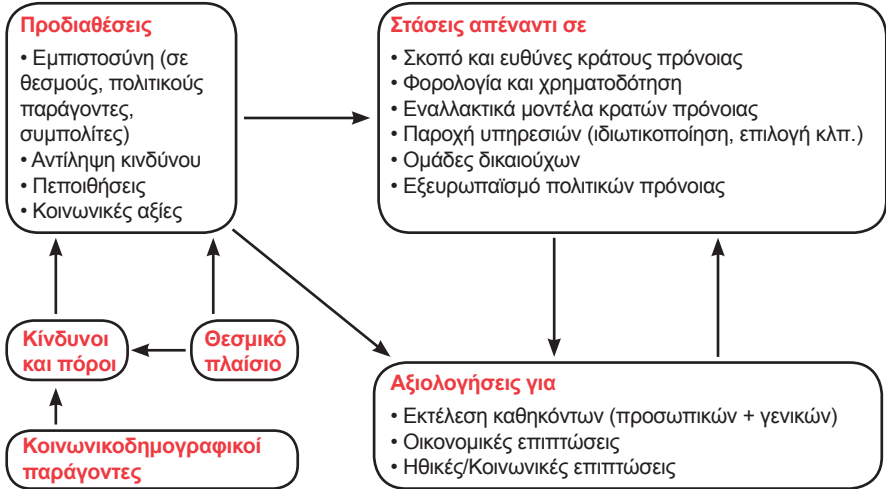 Προδιαθέσεις
• Εμπιστοσύνη (σε
θεσμούς, πολιτικούς
παράγοντες,
συμπολίτες)
• Αντίληψη κινδύνου
• Πεποιθήσεις
• Κοινωνικές αξίες
Στάσεις απέναντι σε
• Σκοπό και ευθύνες κράτους πρόνοιας
• Φορολογία και χρηματοδότηση
• Εναλλακτικά μοντέλα κρατών πρόνοιας
• Παροχή υπηρεσιών (ιδιωτικοποίηση, επιλογή κλπ.)
• Ομάδες δικαιούχων
• Εξευρωπαϊσμό πολιτικών πρόνοιας
Κίνδυνοι
και πόροι
Θεσμικό
πλαίσιο
Κοινωνικοδημογραφικοί
παράγοντες
Αξιολογήσεις για
• Εκτέλεση καθηκόντων (προσωπικών + γενικών)
• Οικονομικές επιπτώσεις
• Ηθικές/Κοινωνικές επιπτώσεις